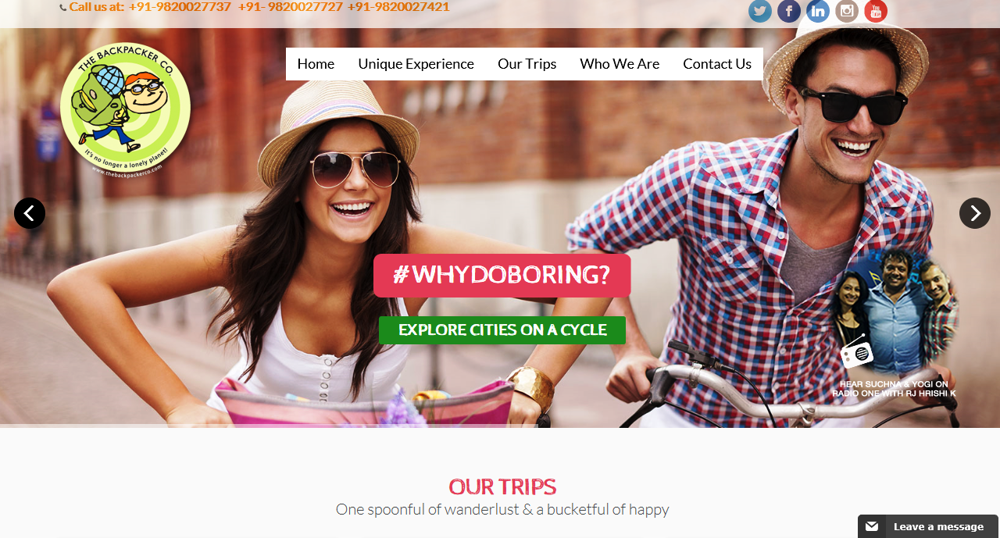 Call us at: +91-9820027737 +91- 9820027727 +91-9820027421
You Tube
THE BACKPACKER CO.
it's no longer a lonely planet!
www.thebackpackerco.com
Home Unique Experience Our Trips Who We Are Contact Us
#WHYDOBORING?
EXPLORE CITIES ON A CYCLE
HEAR SUCHNA & YOGI ON
RADIO ONE WITH RJ HRISHI K
OUR TRIPS
One spoonful of wanderlust & a bucketful of happy
Leave a message